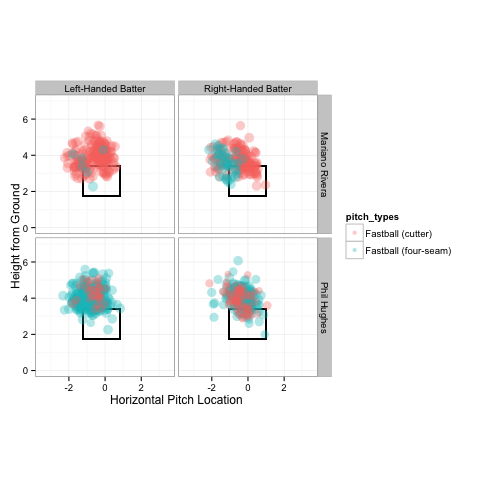 Left-Handed Batter
Right-Handed Batter
Mariano Rivera
Phil Hughes
6
4
2
0
6
4
2
0
-2
0
2
-2
0
2
Height from Ground
Horizontal Pitch Location
pitch_types
Fastball (cutter)
Fastball (four-seam)